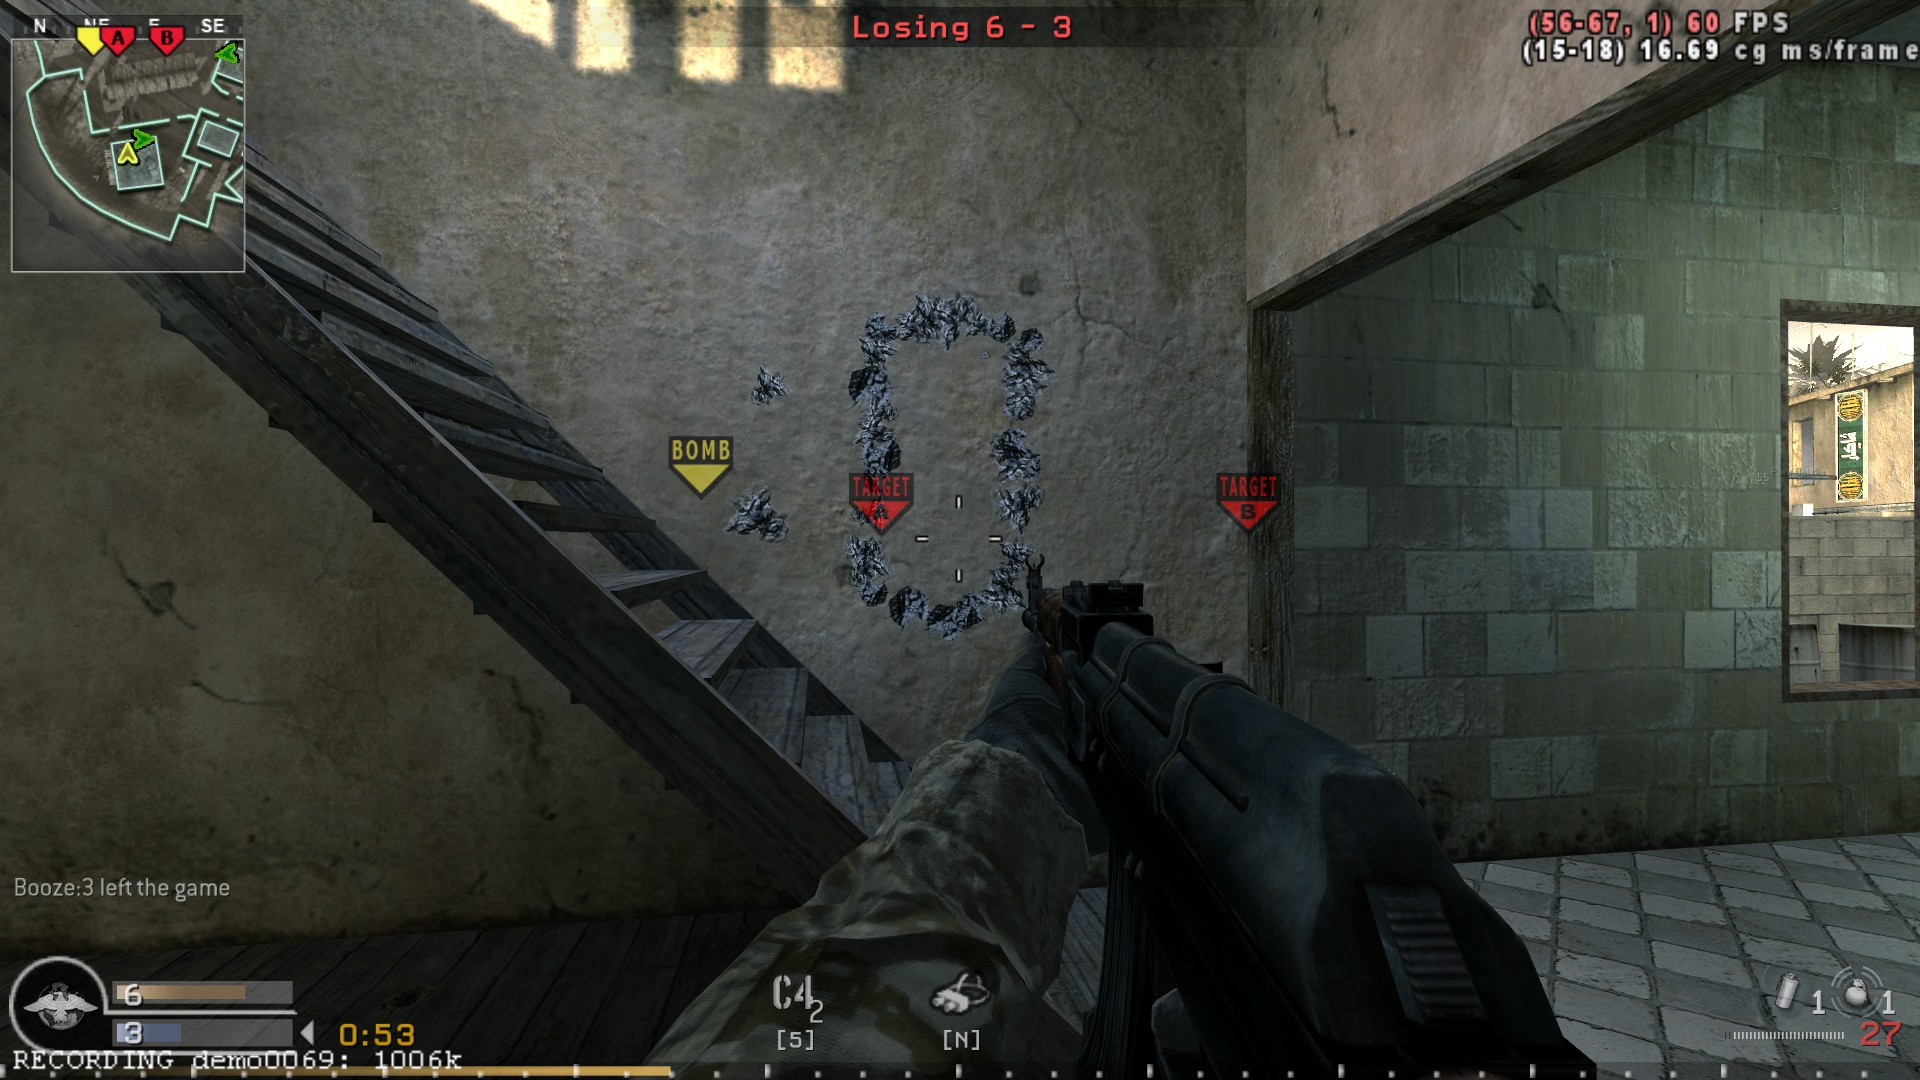 N NE E SE
A B
Losing 6 - 3
(56-67, 1) 60 FPS
(15-18) 16.69 cg ms/frame
BOMB
TARGET
A
TARGET
B
Booze:3 left the game
6
3
0:53
C4 2
[5]
[N]
1
1
27
RECORDING demo0069: 1006k